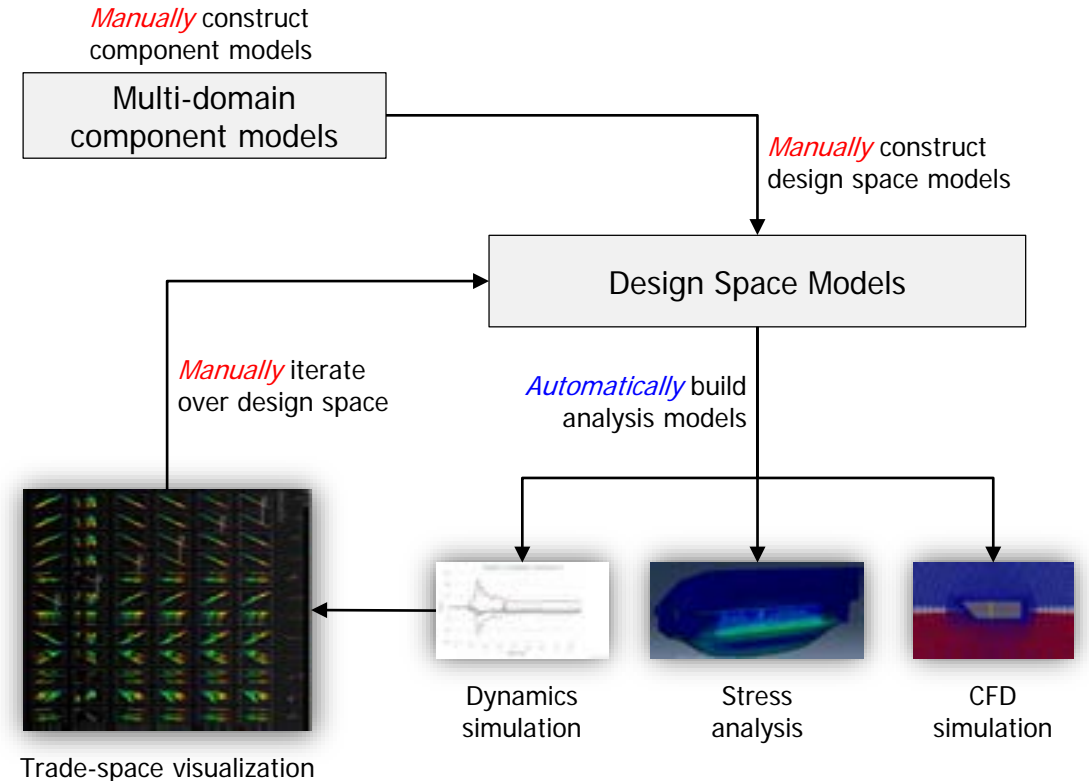 Manually construct
component models
Multi-domain
component models
Manually construct
design space models
Design Space Models
Manually iterate
over design space
Automatically build
analysis models
Dynamics
simulation
Stress
analysis
CFD
simulation
Trade-space visualization